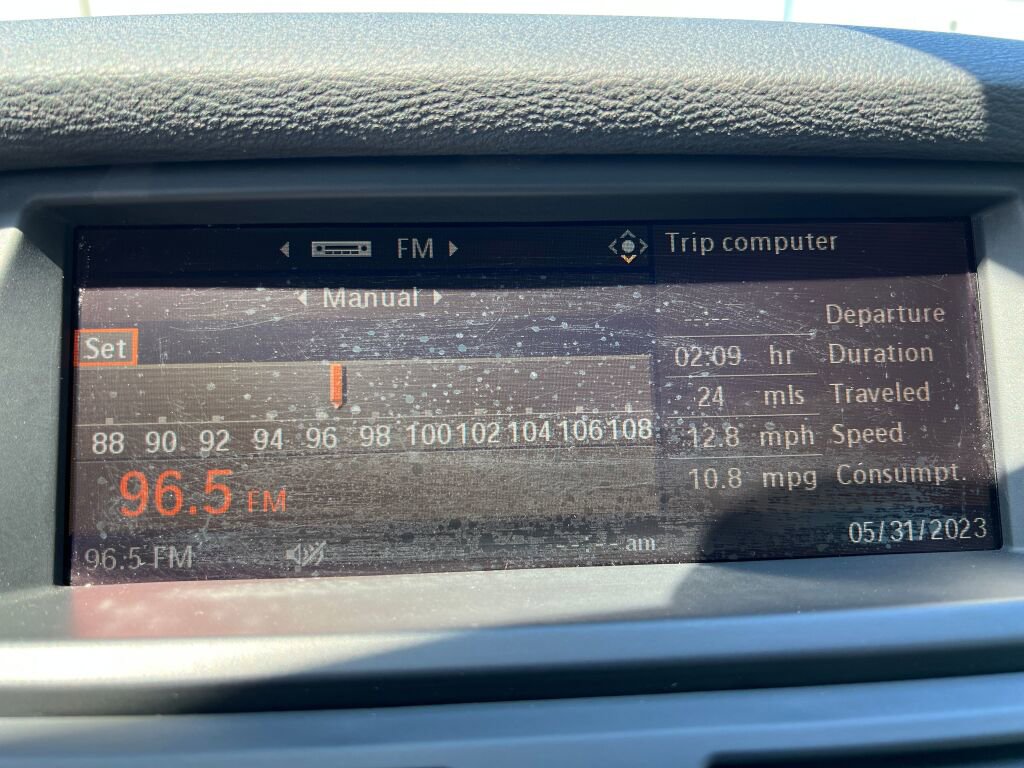 FM
Manual
Set
88 90 92 94 96 98 100 102 104 106 108
96.5 FM
96.5 FM
---- am
Trip computer
---- Departure
02:09 hr Duration
24 mls Traveled
12.8 mph Speed
10.8 mpg Consumpt.
05/31/2023